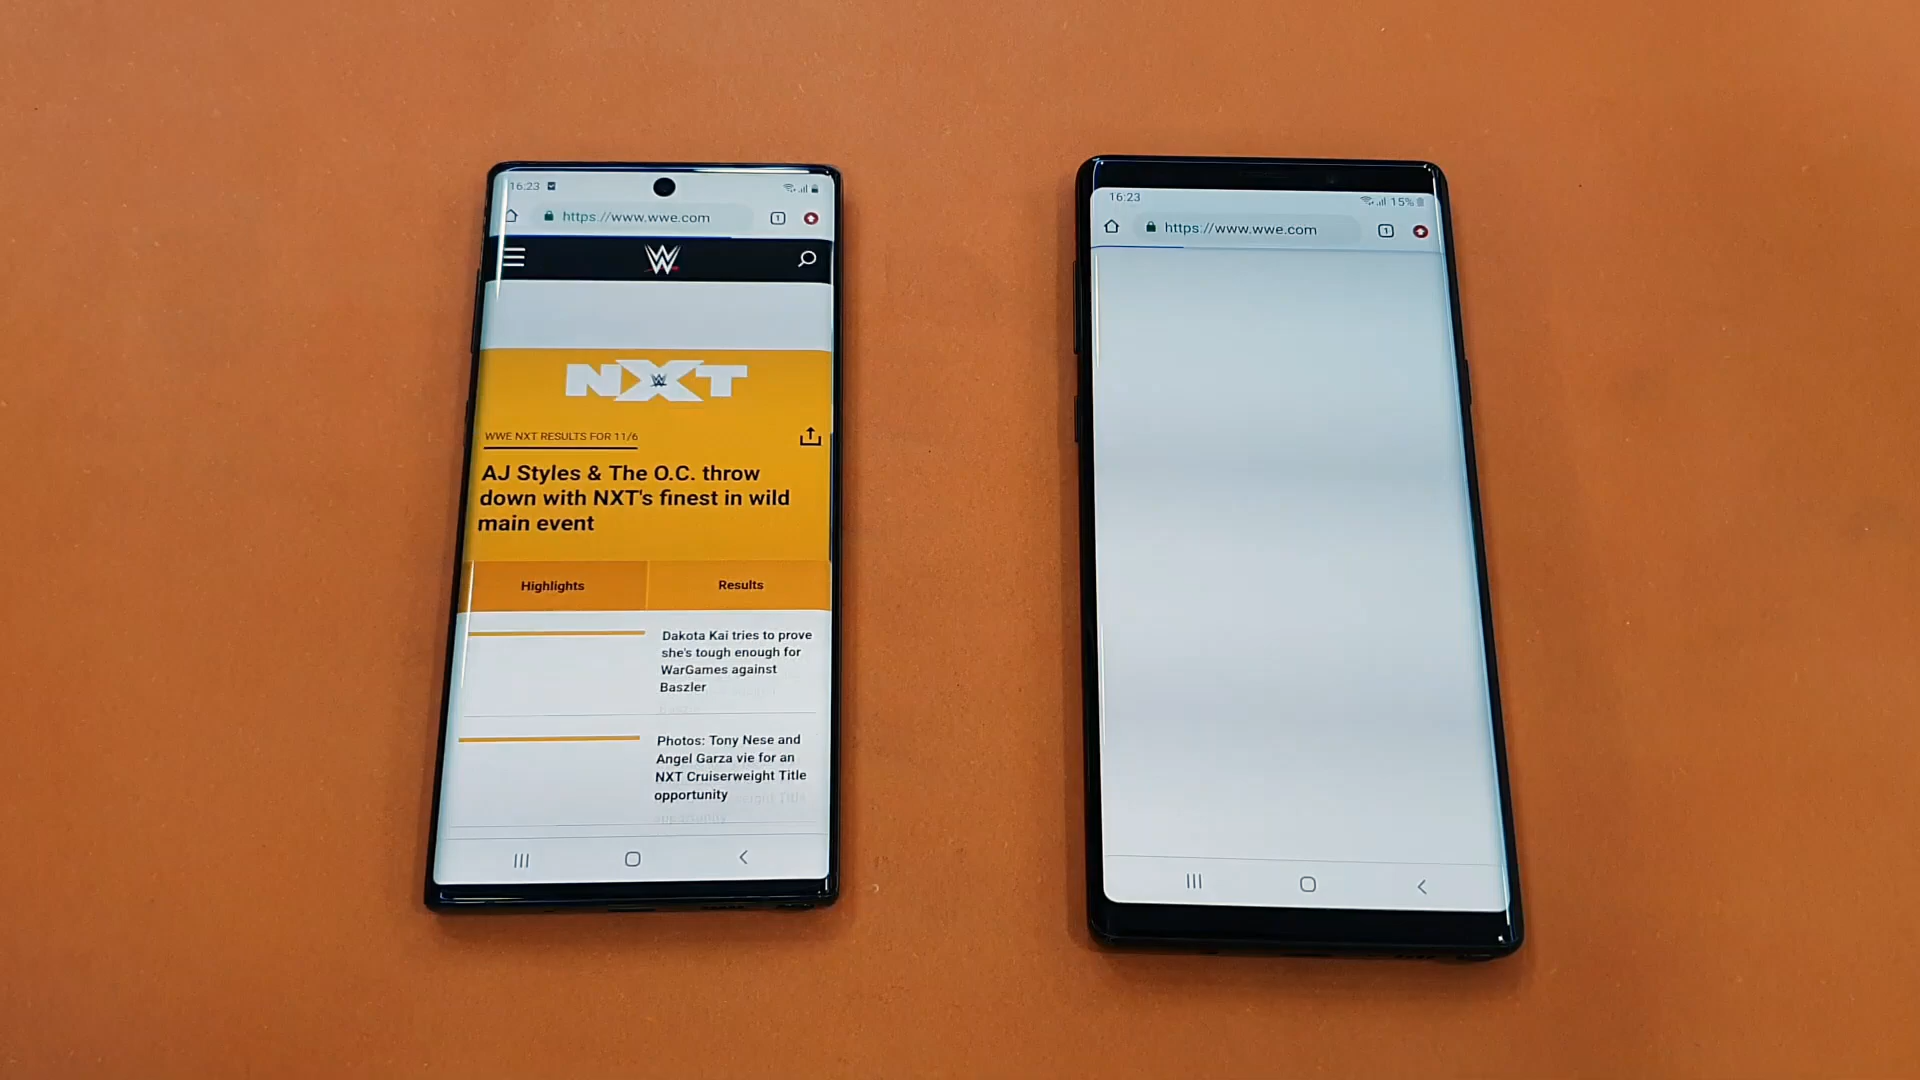 16:23
https://www.wwe.com
1
W
NXT
WWE NXT RESULTS FOR 11/6
AJ Styles & The O.C. throw
down with NXT's finest in wild
main event
Highlights
Results
Dakota Kai tries to prove
she's tough enough for
WarGames against
Baszler
Photos: Tony Nese and
Angel Garza vie for an
NXT Cruiserweight Title
opportunity
16:23
15%
https://www.wwe.com
1